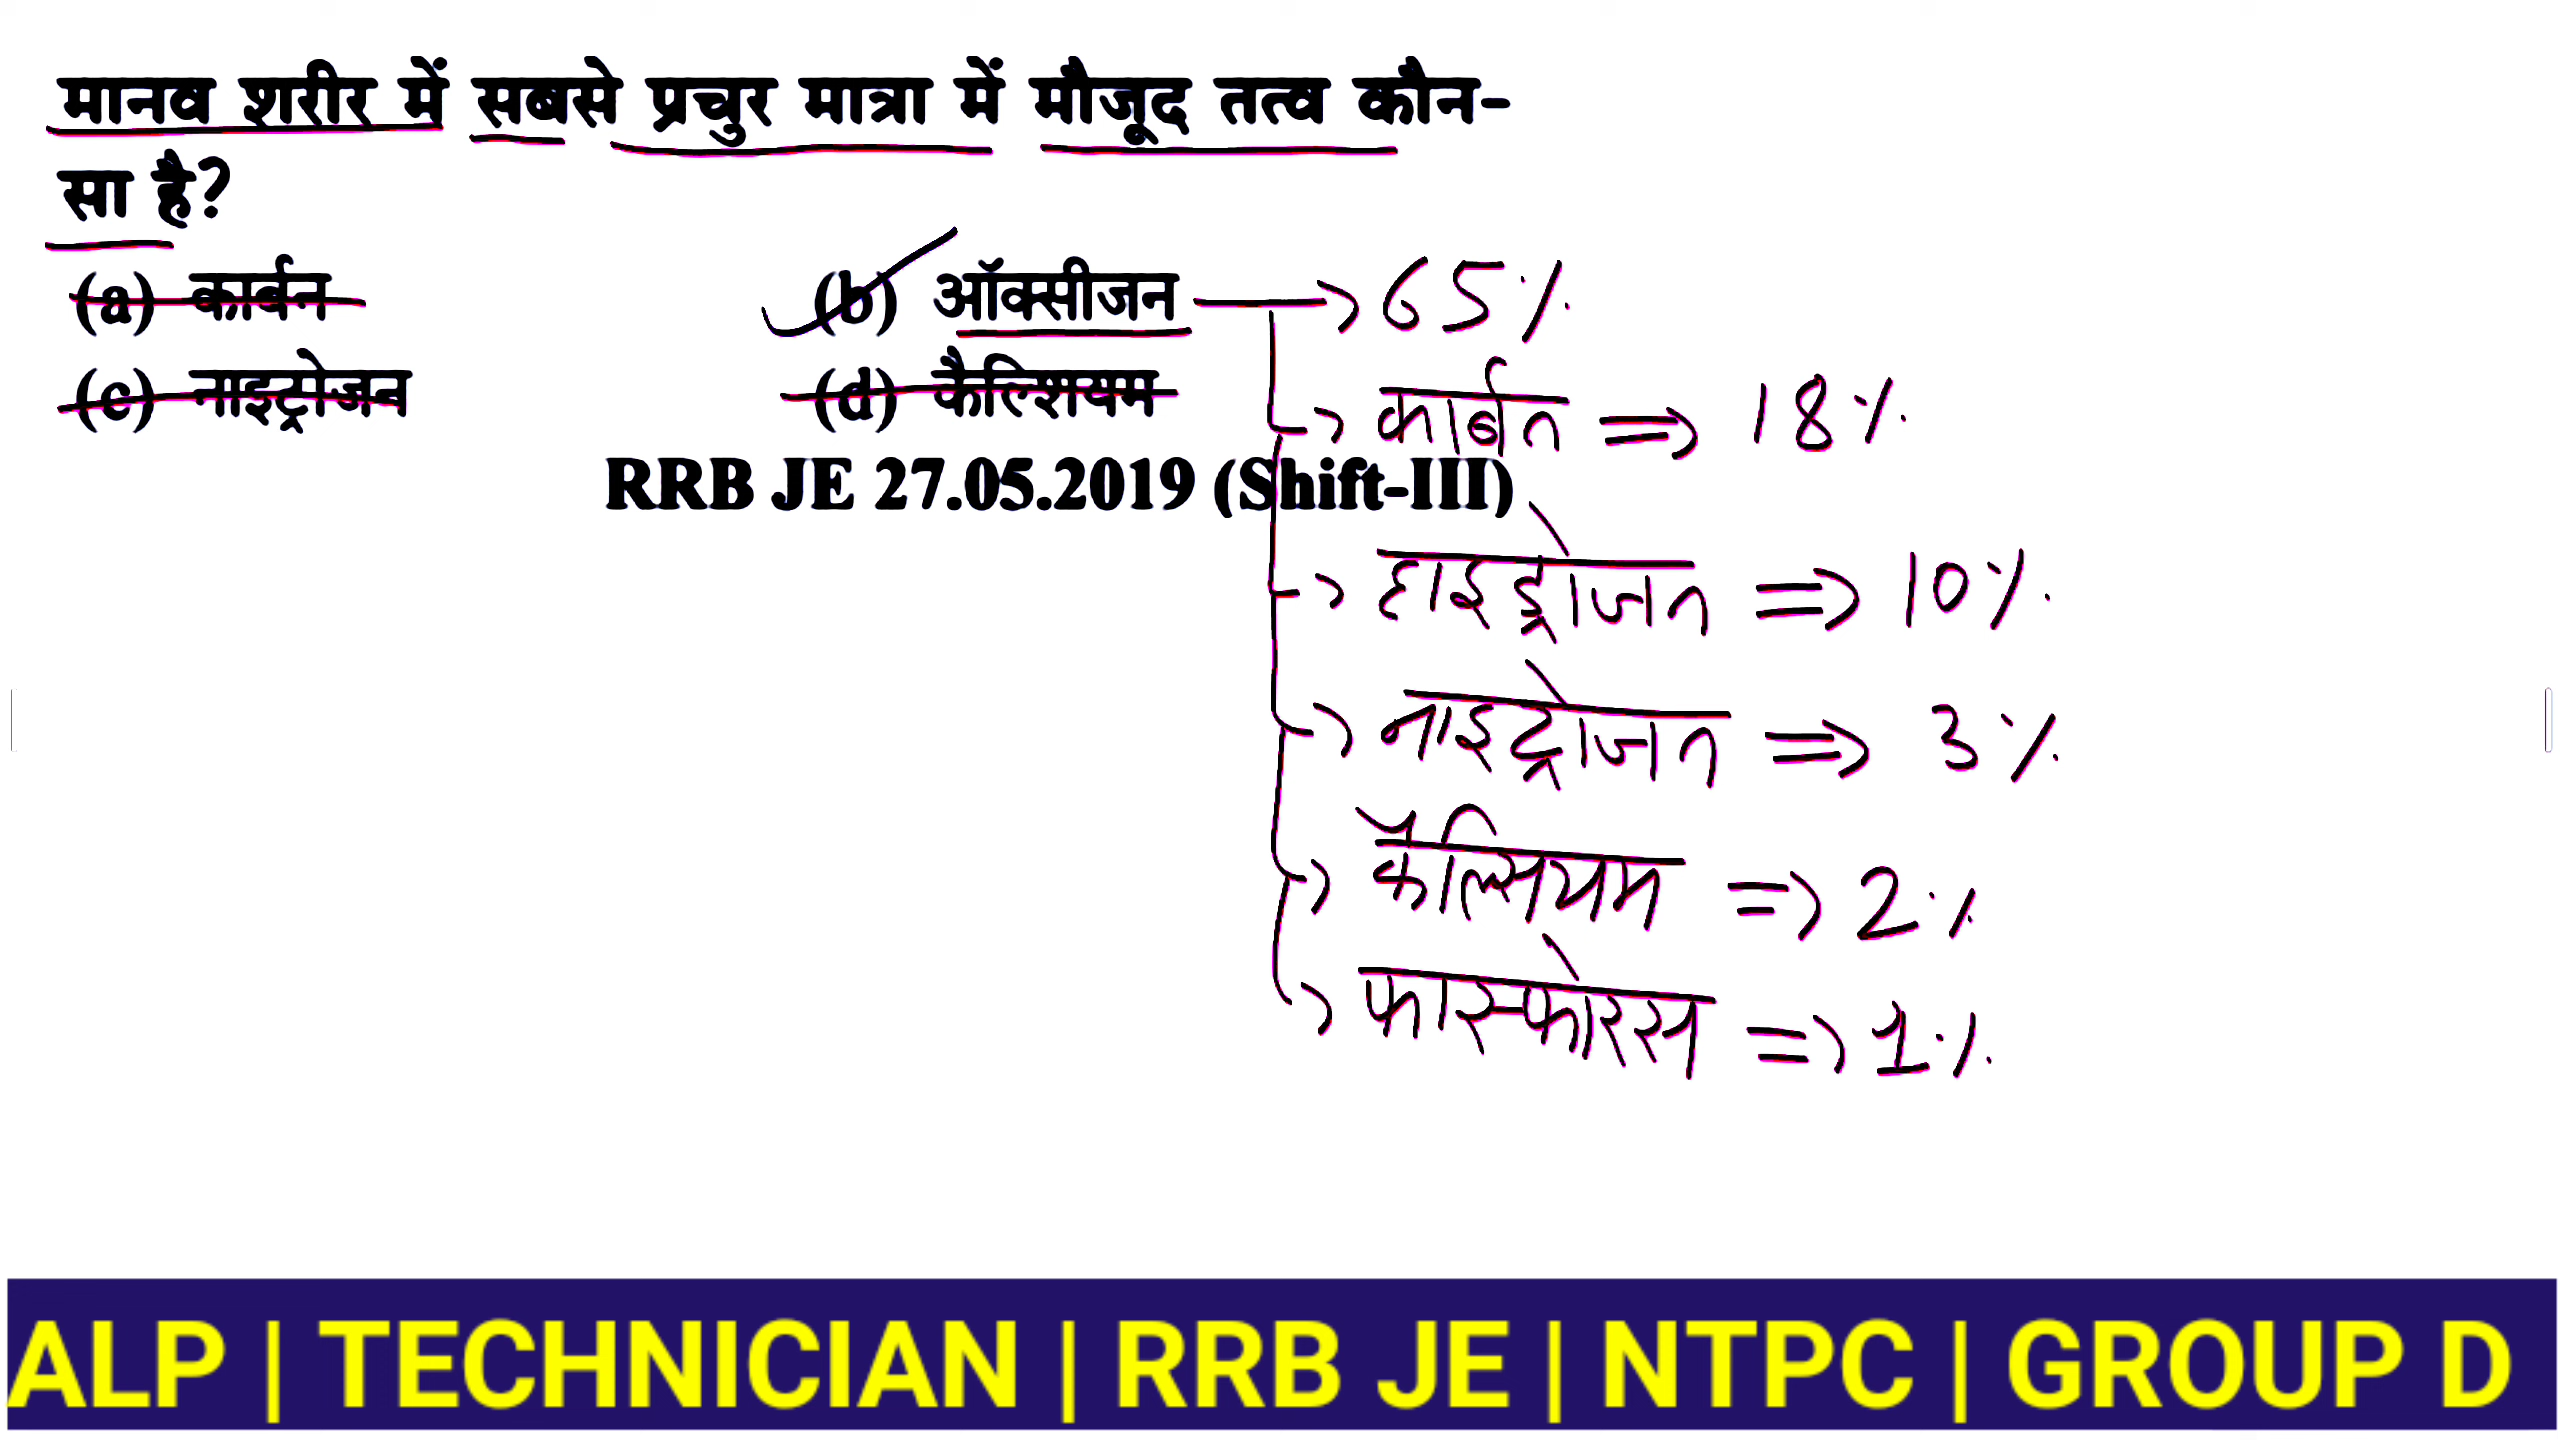 मानव शरीर में सबसे प्रचुर मात्रा में मौजूद तत्व कौन-
सा है?
(a) कार्बन (b) ऑक्सीजन → 65%
(c) नाइट्रोजन (d) कैल्शियम
→ कार्बन ⇒ 18%
RRB JE 27.05.2019 (Shift-III)
→ हाइड्रोजन ⇒ 10%
→ नाइट्रोजन ⇒ 3%
→ कैल्सियम ⇒ 2%
→ फास्फोरस ⇒ 1%
ALP | TECHNICIAN | RRB JE | NTPC | GROUP D